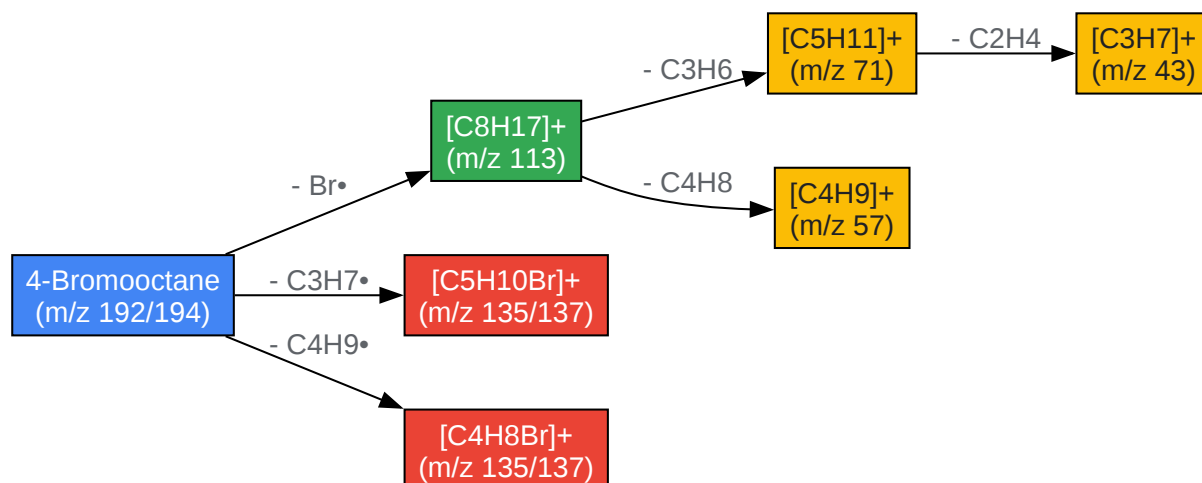 [C5H11]+
(m/z 71)
- C2H4
[C3H7]+
(m/z 43)
- C3H6
[C8H17]+
(m/z 113)
- C4H8
[C4H9]+
(m/z 57)
- Br•
4-Bromooctane
(m/z 192/194)
- C3H7•
[C5H10Br]+
(m/z 135/137)
- C4H9•
[C4H8Br]+
(m/z 135/137)